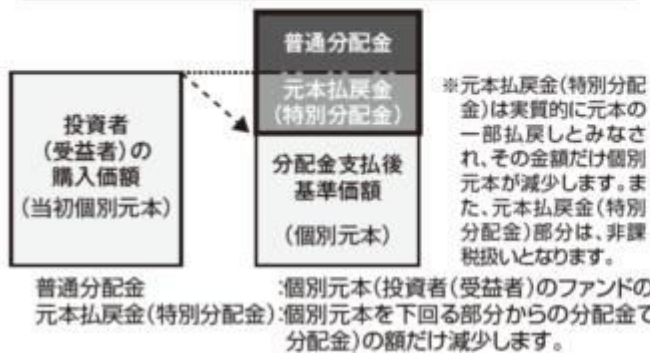 普通分配金
元本払戻金
(特別分配金)
投資者
(受益者)の
購入価額
(当初個別元本)
分配金支払後
基準価額
(個別元本)
※元本払戻金(特別分配
金)は実質的に元本の
一部払戻しとみなさ
れ、その金額だけ個別
元本が減少します。ま
た、元本払戻金(特別
分配金)部分は、非課
税扱いとなります。
普通分配金 :個別元本(投資者(受益者)のファンドの
元本払戻金(特別分配金):個別元本を下回る部分からの分配金で
分配金)の額だけ減少します。